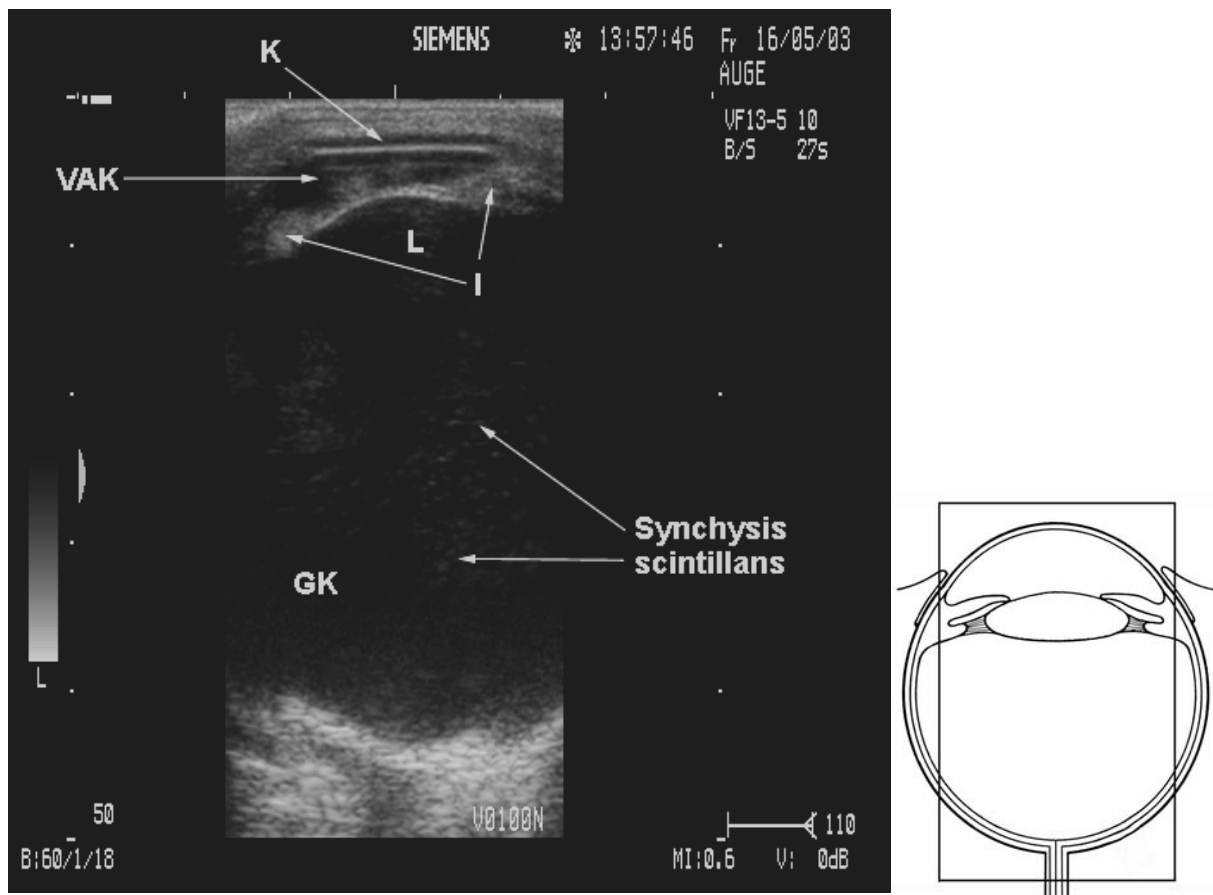 SIEMENS ✻ 13:57:46 Fr 16/05/03
AUGE
VF13-5 10
B/S 27s
K
VAK
L
I
Synchysis
scintillans
GK
L
50
V0100N
110
B:60/1/18 MI:0.6 V: 0dB